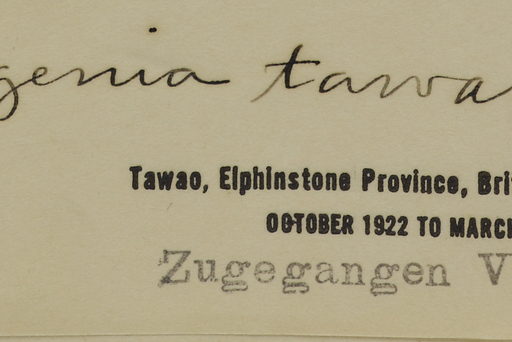 genia tawa
Tawao, Elphinstone Province, Bri
OCTOBER 1922 TO MARCH
Zugegangen V